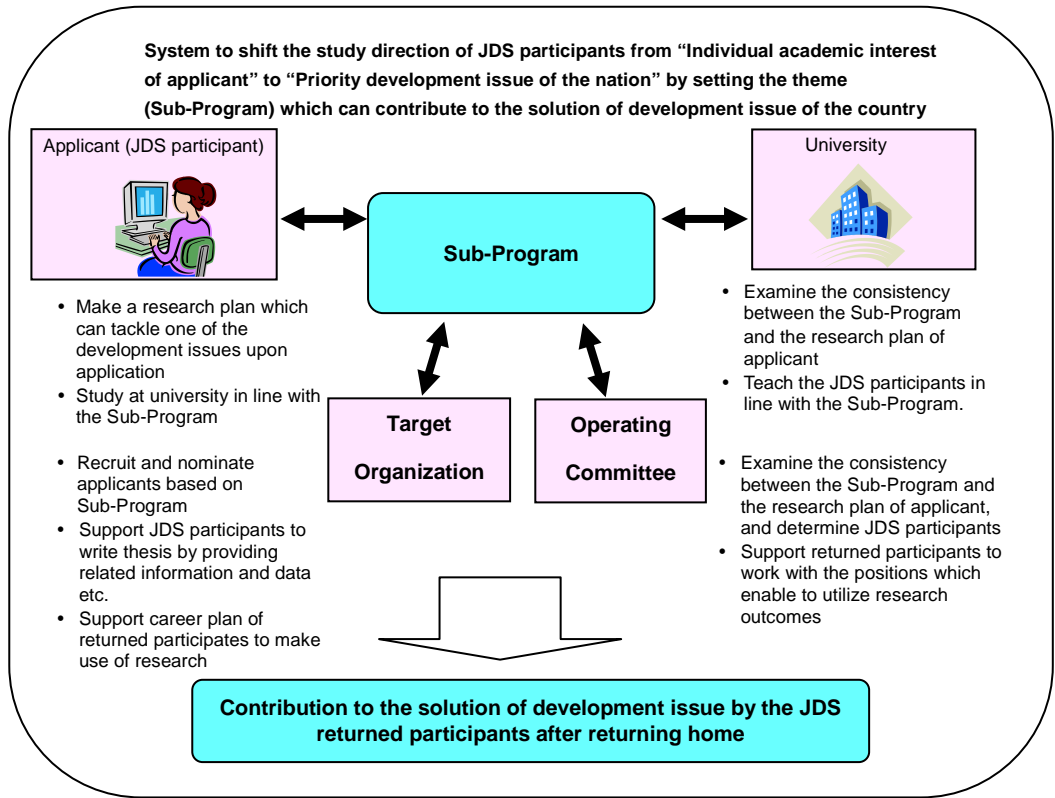 System to shift the study direction of JDS participants from “Individual academic interest
of applicant” to “Priority development issue of the nation” by setting the theme
(Sub-Program) which can contribute to the solution of development issue of the country
Applicant (JDS participant)
University
Sub-Program
• Make a research plan which
can tackle one of the
development issues upon
application
• Study at university in line with
the Sub-Program
• Examine the consistency
between the Sub-Program
and the research plan of
applicant
• Teach the JDS participants in
line with the Sub-Program.
Target
Organization
Operating
Committee
• Recruit and nominate
applicants based on
Sub-Program
• Support JDS participants to
write thesis by providing
related information and data
etc.
• Support career plan of
returned participates to make
use of research
• Examine the consistency
between the Sub-Program and
the research plan of applicant,
and determine JDS participants
• Support returned participants to
work with the positions which
enable to utilize research
outcomes
Contribution to the solution of development issue by the JDS
returned participants after returning home